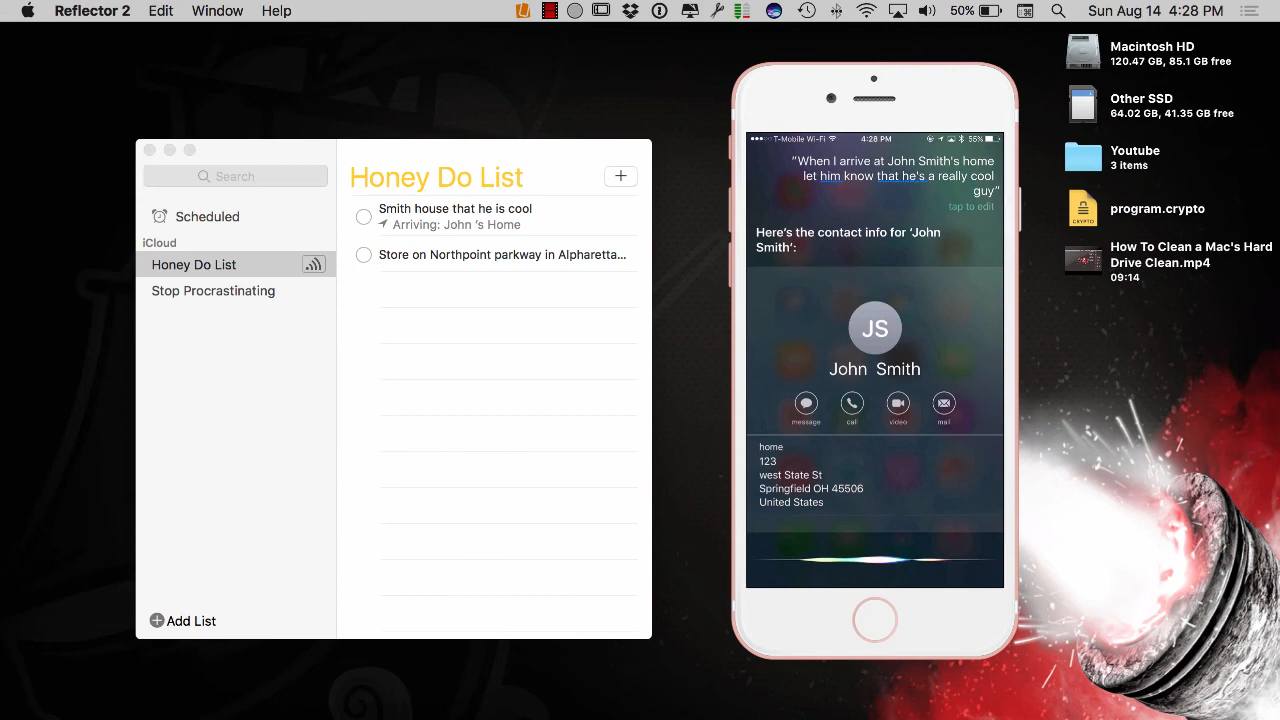 Reflector 2 Edit Window Help
50% Sun Aug 14 4:28 PM
Macintosh HD
120.47 GB, 85.1 GB free
Other SSD
64.02 GB, 41.35 GB free
Youtube
3 items
CRYPTO
program.crypto
How To Clean a Mac's Hard
Drive Clean.mp4
09:14
Search
Scheduled
iCloud
Honey Do List
Stop Procrastinating
Add List
Honey Do List
+
Smith house that he is cool
Arriving: John 's Home
Store on Northpoint parkway in Alpharetta...
T-Mobile Wi-Fi 4:28 PM 55%
“When I arrive at John Smith's home
let him know that he's a really cool
guy”
tap to edit
Here's the contact info for ‘John
Smith’:
JS
John Smith
message call video mail
home
123
west State St
Springfield OH 45506
United States